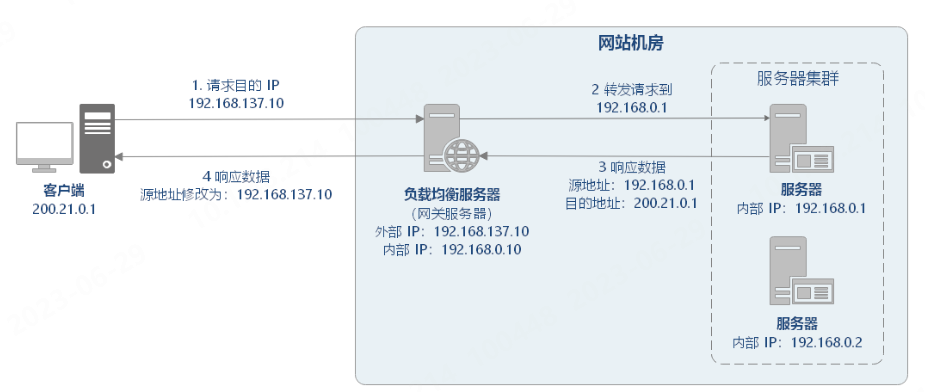 网站机房
服务器集群
1. 请求目的 IP
192.168.137.10
2 转发请求到
192.168.0.1
4 响应数据
源地址修改为：192.168.137.10
3 响应数据
源地址：192.168.0.1
目的地址：200.21.0.1
客户端
200.21.0.1
负载均衡服务器
（网关服务器）
外部 IP：192.168.137.10
内部 IP：192.168.0.10
服务器
内部 IP：192.168.0.1
服务器
内部 IP：192.168.0.2